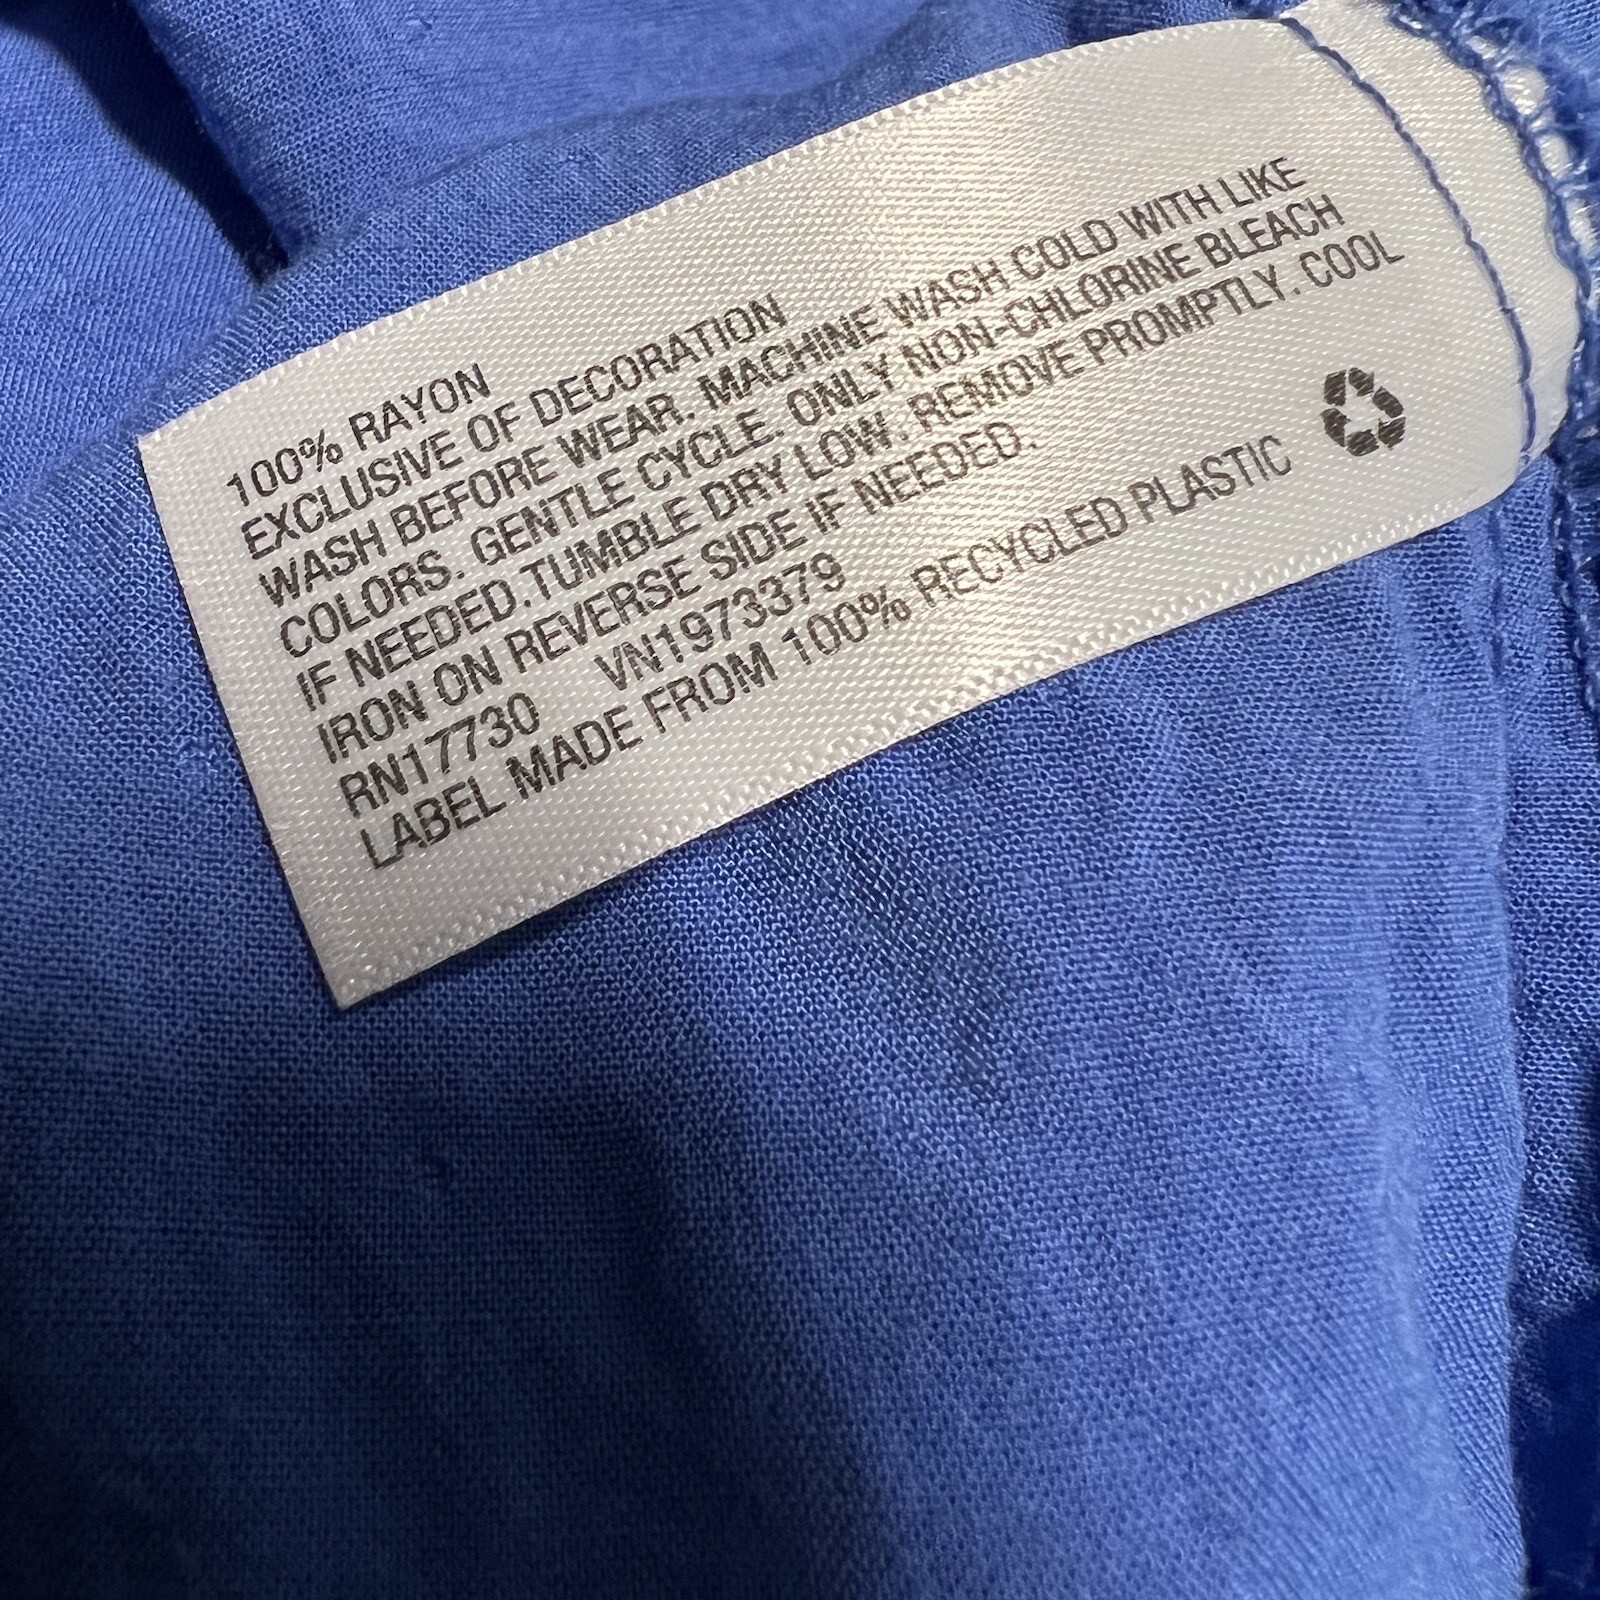 100% RAYON
EXCLUSIVE OF DECORATION
WASH BEFORE WEAR. MACHINE WASH COLD WITH LIKE
COLORS. GENTLE CYCLE. ONLY NON-CHLORINE BLEACH
IF NEEDED.TUMBLE DRY LOW. REMOVE PROMPTLY. COOL
IRON ON REVERSE SIDE IF NEEDED.
RN17730 VN1973379
LABEL MADE FROM 100% RECYCLED PLASTIC